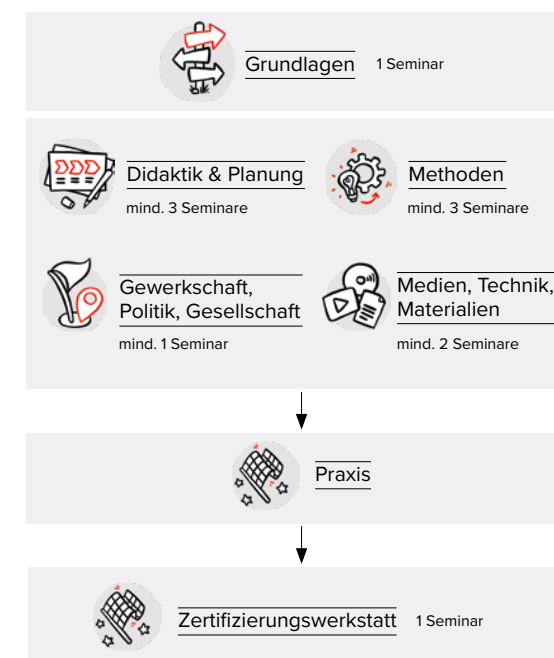 Grundlagen 1 Seminar
Didaktik & Planung
mind. 3 Seminare
Methoden
mind. 3 Seminare
Gewerkschaft,
Politik, Gesellschaft
mind. 1 Seminar
Medien, Technik,
Materialien
mind. 2 Seminare
Praxis
Zertifizierungswerkstatt 1 Seminar